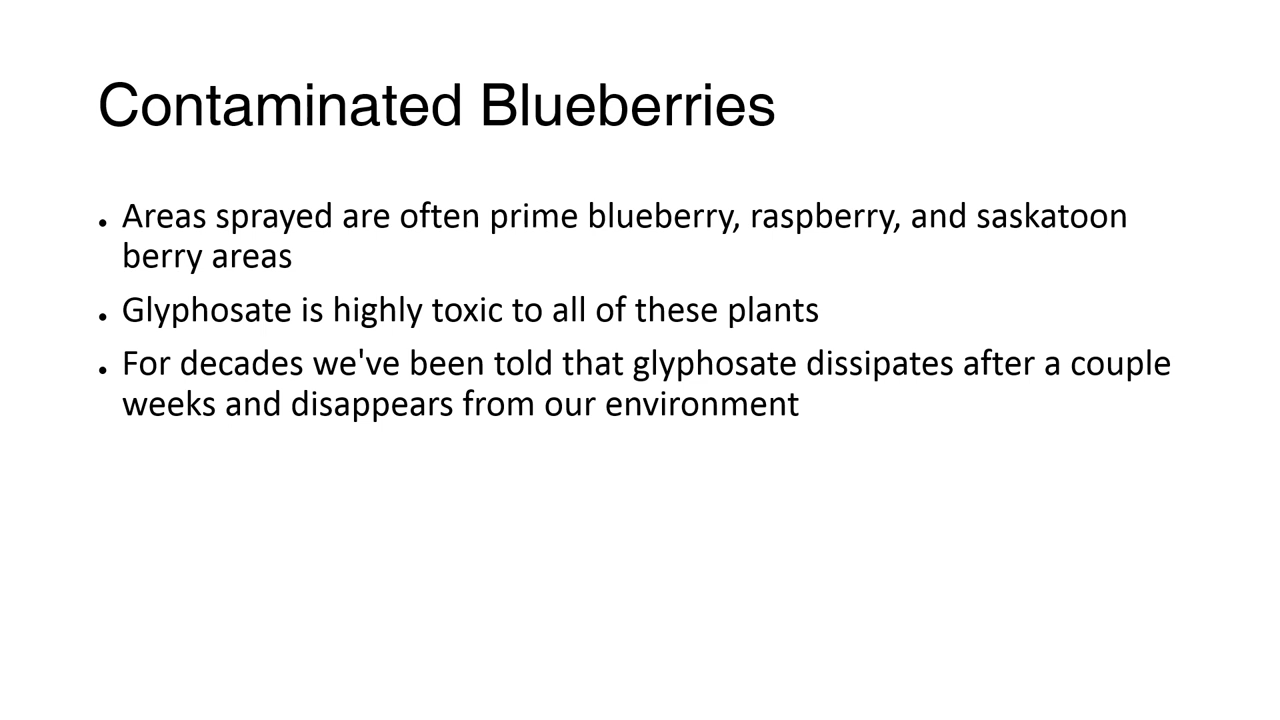 Contaminated Blueberries
• Areas sprayed are often prime blueberry, raspberry, and saskatoon
berry areas
• Glyphosate is highly toxic to all of these plants
• For decades we've been told that glyphosate dissipates after a couple
weeks and disappears from our environment